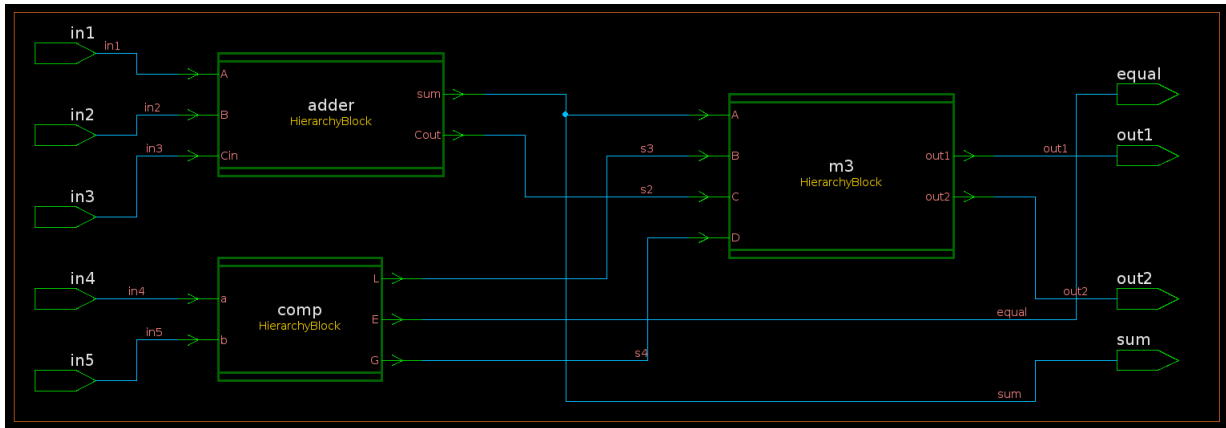 in1
in1
A
in2
in2
B
in3
in3
Cin
adder
HierarchyBlock
sum
Cout
in4
in4
a
in5
in5
b
comp
HierarchyBlock
L
E
G
s3
s2
s4
A
B
C
D
m3
HierarchyBlock
out1
out2
out1
out2
equal
sum
equal
out1
out2
sum